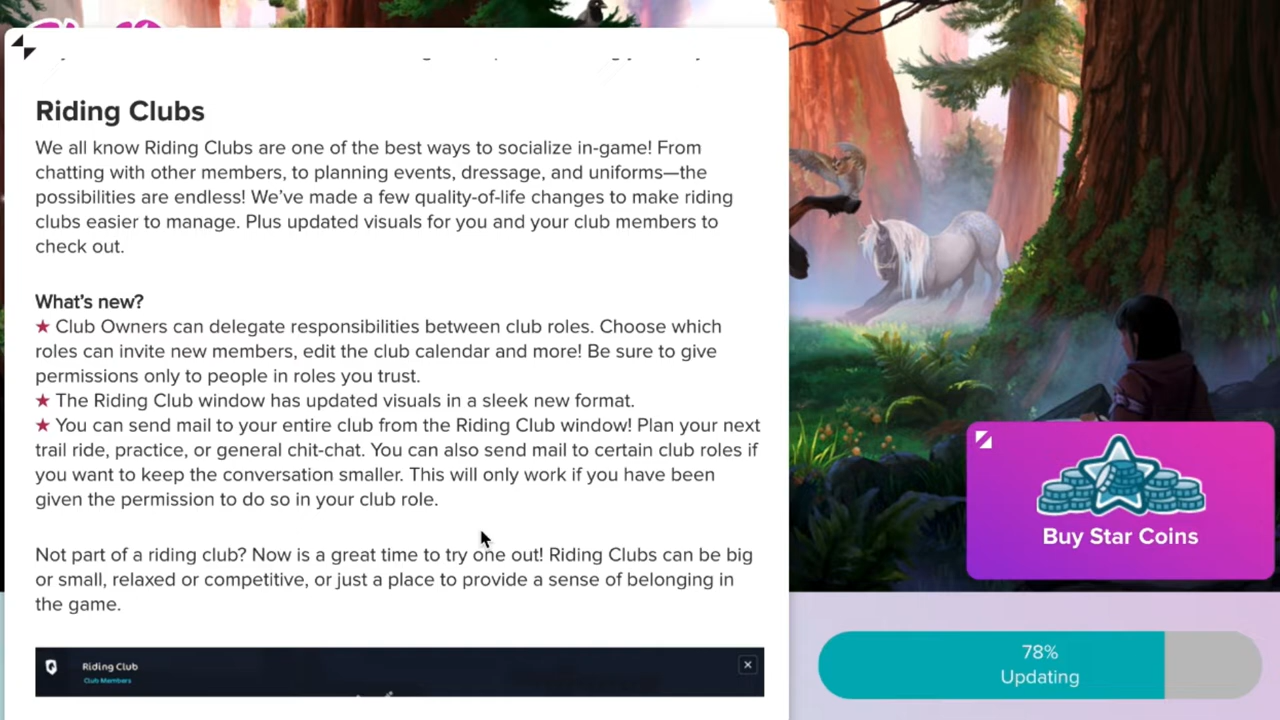 Riding Clubs
We all know Riding Clubs are one of the best ways to socialize in-game! From
chatting with other members, to planning events, dressage, and uniforms—the
possibilities are endless! We’ve made a few quality-of-life changes to make riding
clubs easier to manage. Plus updated visuals for you and your club members to
check out.
What’s new?
★ Club Owners can delegate responsibilities between club roles. Choose which
roles can invite new members, edit the club calendar and more! Be sure to give
permissions only to people in roles you trust.
★ The Riding Club window has updated visuals in a sleek new format.
★ You can send mail to your entire club from the Riding Club window! Plan your next
trail ride, practice, or general chit-chat. You can also send mail to certain club roles if
you want to keep the conversation smaller. This will only work if you have been
given the permission to do so in your club role.
Not part of a riding club? Now is a great time to try one out! Riding Clubs can be big
or small, relaxed or competitive, or just a place to provide a sense of belonging in
the game.
Riding Club
Club Members
Buy Star Coins
78%
Updating